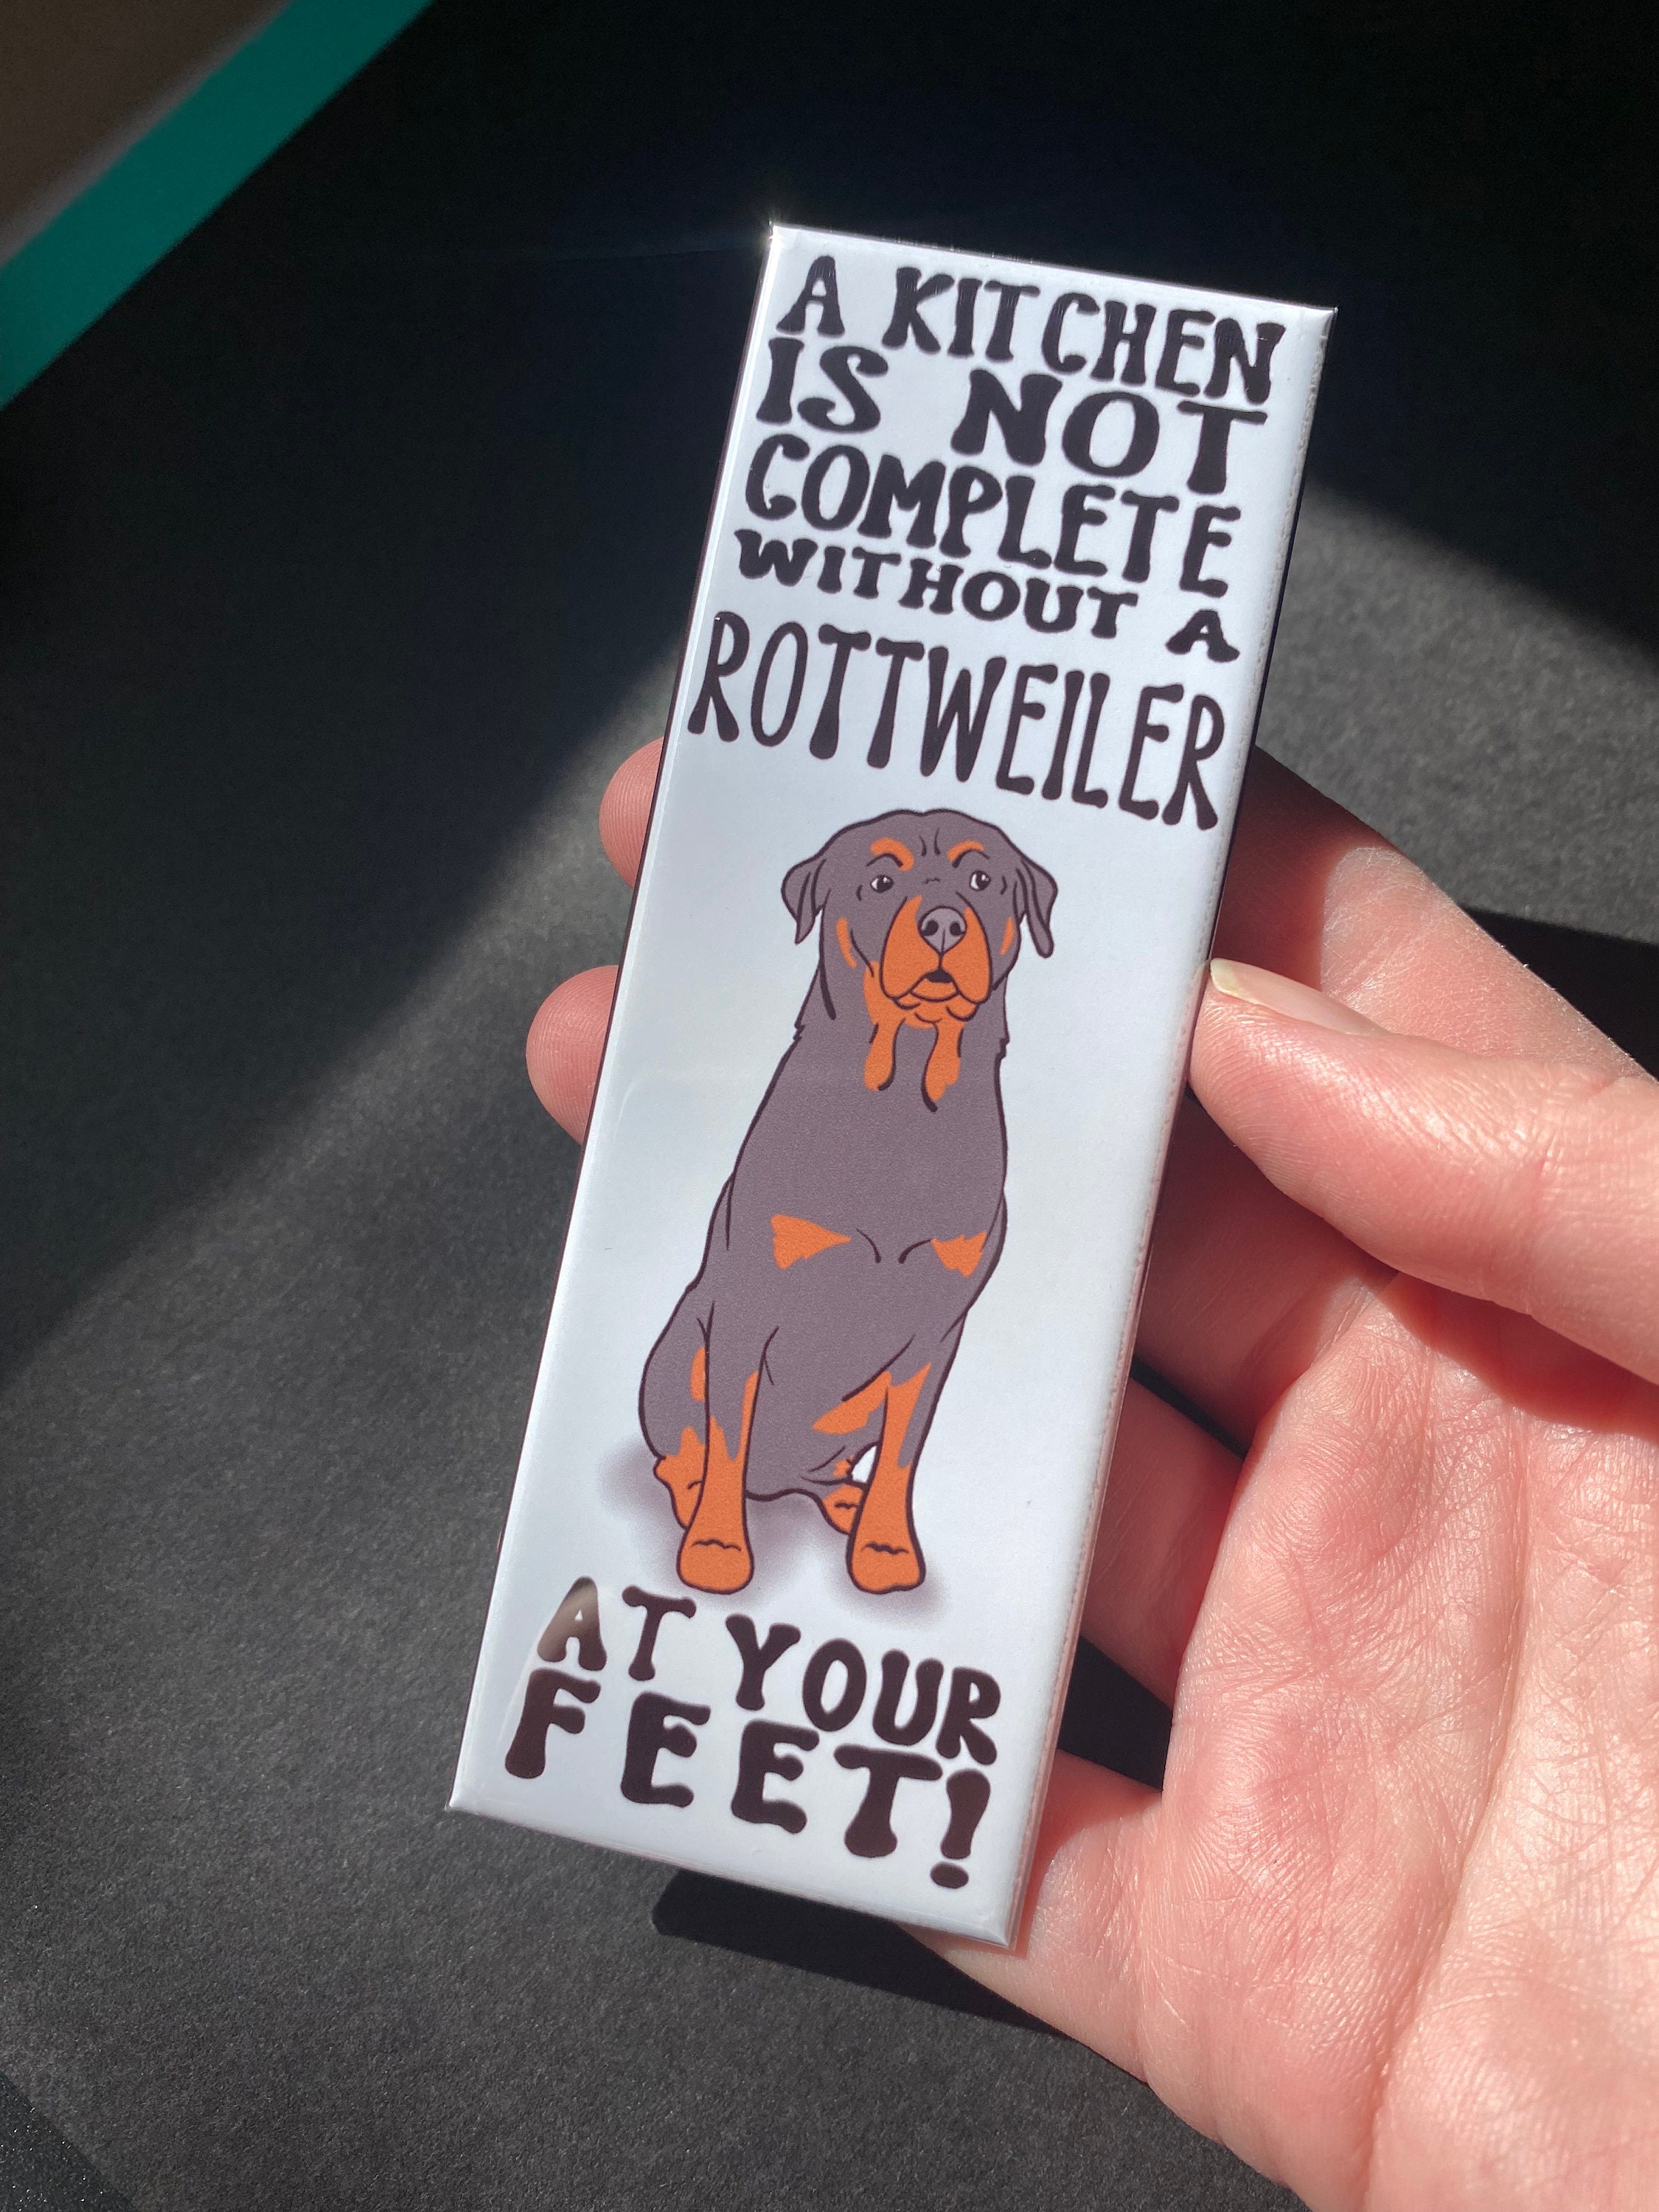 A KITCHEN
IS NOT
COMPLETE
WITHOUT A
ROTTWEILER
AT YOUR
FEET!